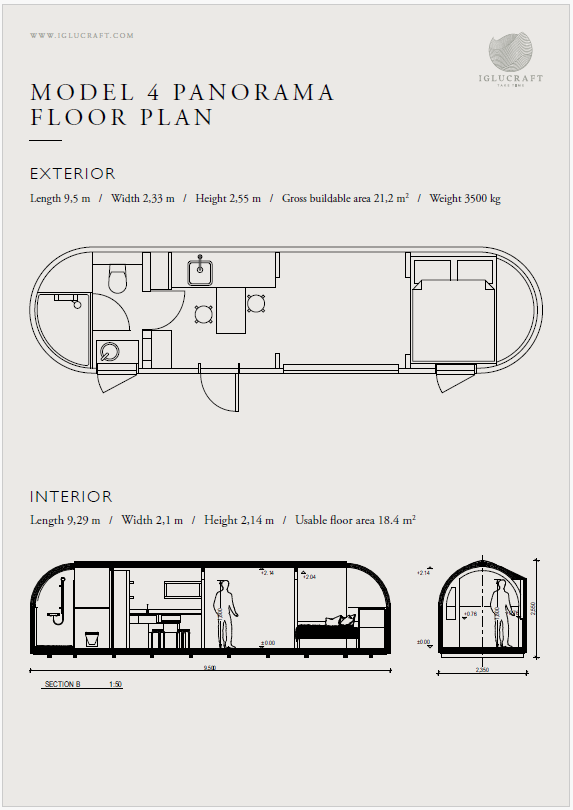 WWW.IGLUCRAFT.COM
IGLUCRAFT
TAKE TIME
MODEL 4 PANORAMA
FLOOR PLAN
EXTERIOR
Length 9,5 m / Width 2,33 m / Height 2,55 m / Gross buildable area 21,2 m² / Weight 3500 kg
INTERIOR
Length 9,29 m / Width 2,1 m / Height 2,14 m / Usable floor area 18.4 m²
+2.14
+2.04
±0.00
9,500
SECTION B 1:50
+2.14
+0.76
±0.00
2,550
2,350